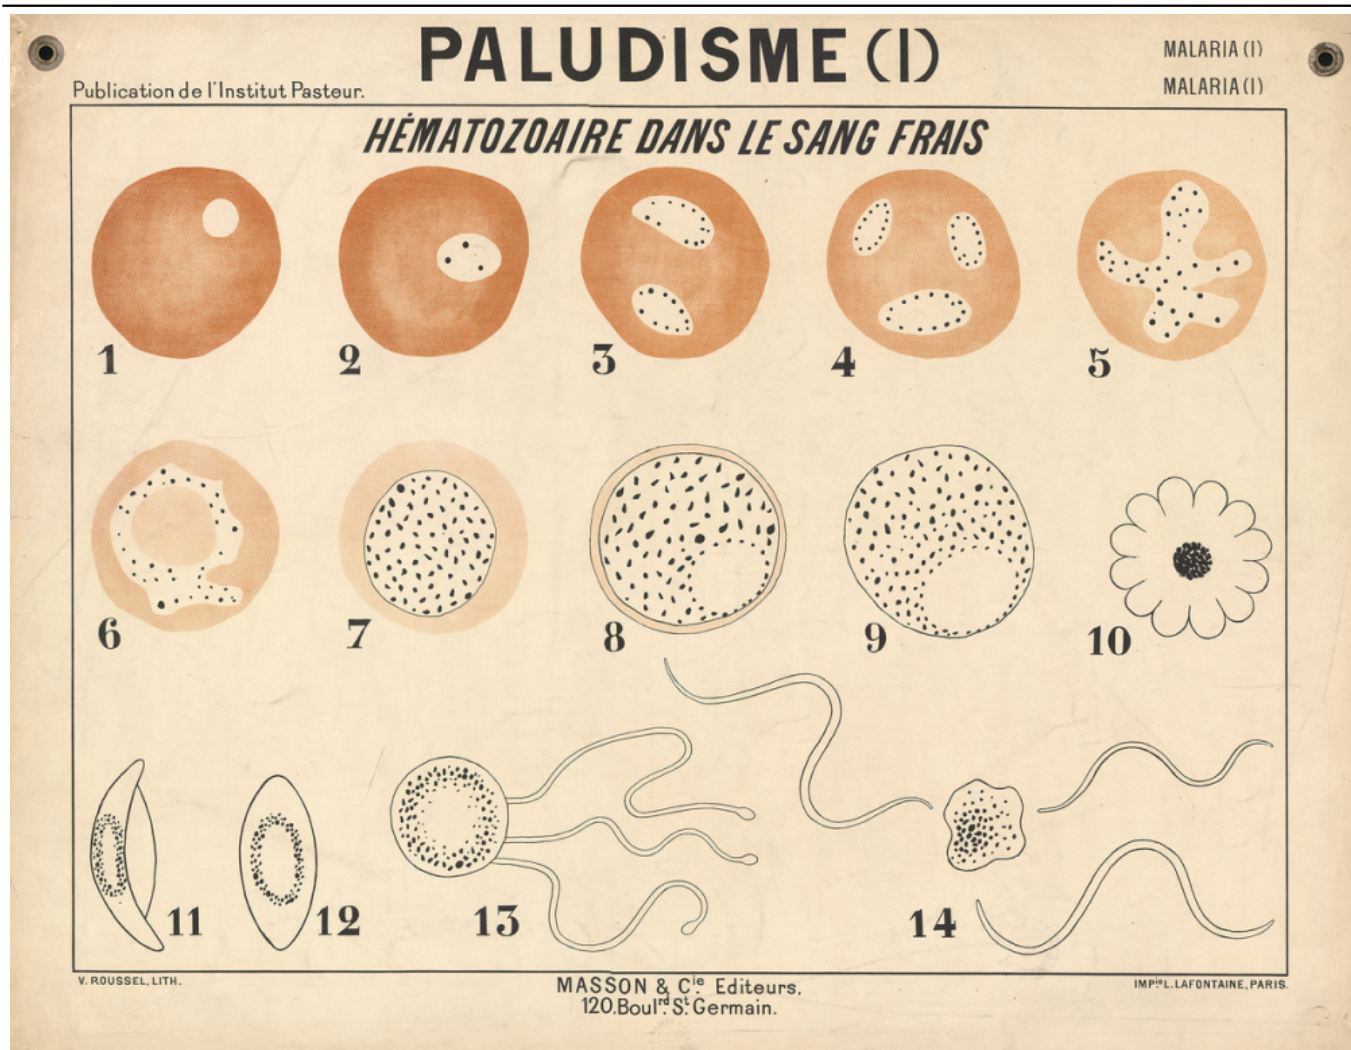 PALUDISME (I)
MALARIA (I)
MALARIA (I)
Publication de l'Institut Pasteur.
HÉMATOZOAIRE DANS LE SANG FRAIS
1
2
3
4
5
6
7
8
9
10
11
12
13
14
V. ROUSSEL, LITH.
MASSON & Cie. Editeurs.
IMPie L. LAFONTAINE, PARIS.
120. Boulrd St Germain.